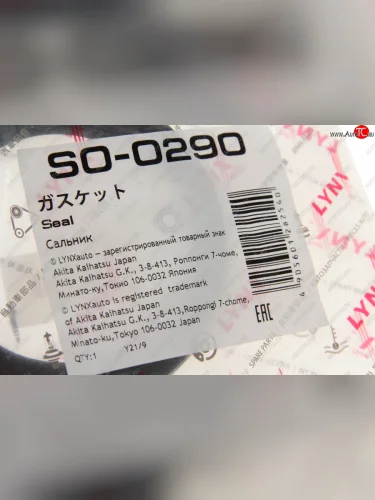 SO-0290
ガスケット
Seal
Сальник
© LYNXauto – зарегистрированный товарный знак
Akita Kaihatsu Japan
Akita Kaihatsu G.K., 3-8-413, Роппонги 7-чоме,
Минато-ку,Токио 106-0032 Япония
© LYNXauto is registered trademark
of Akita Kaihatsu Japan
Akita Kaihatsu G.K., 3-8-413,Roppongi 7-chome,
Minato-ku,Tokyo 106-0032 Japan
QTY:1 Y21/9
EAC
LYNX